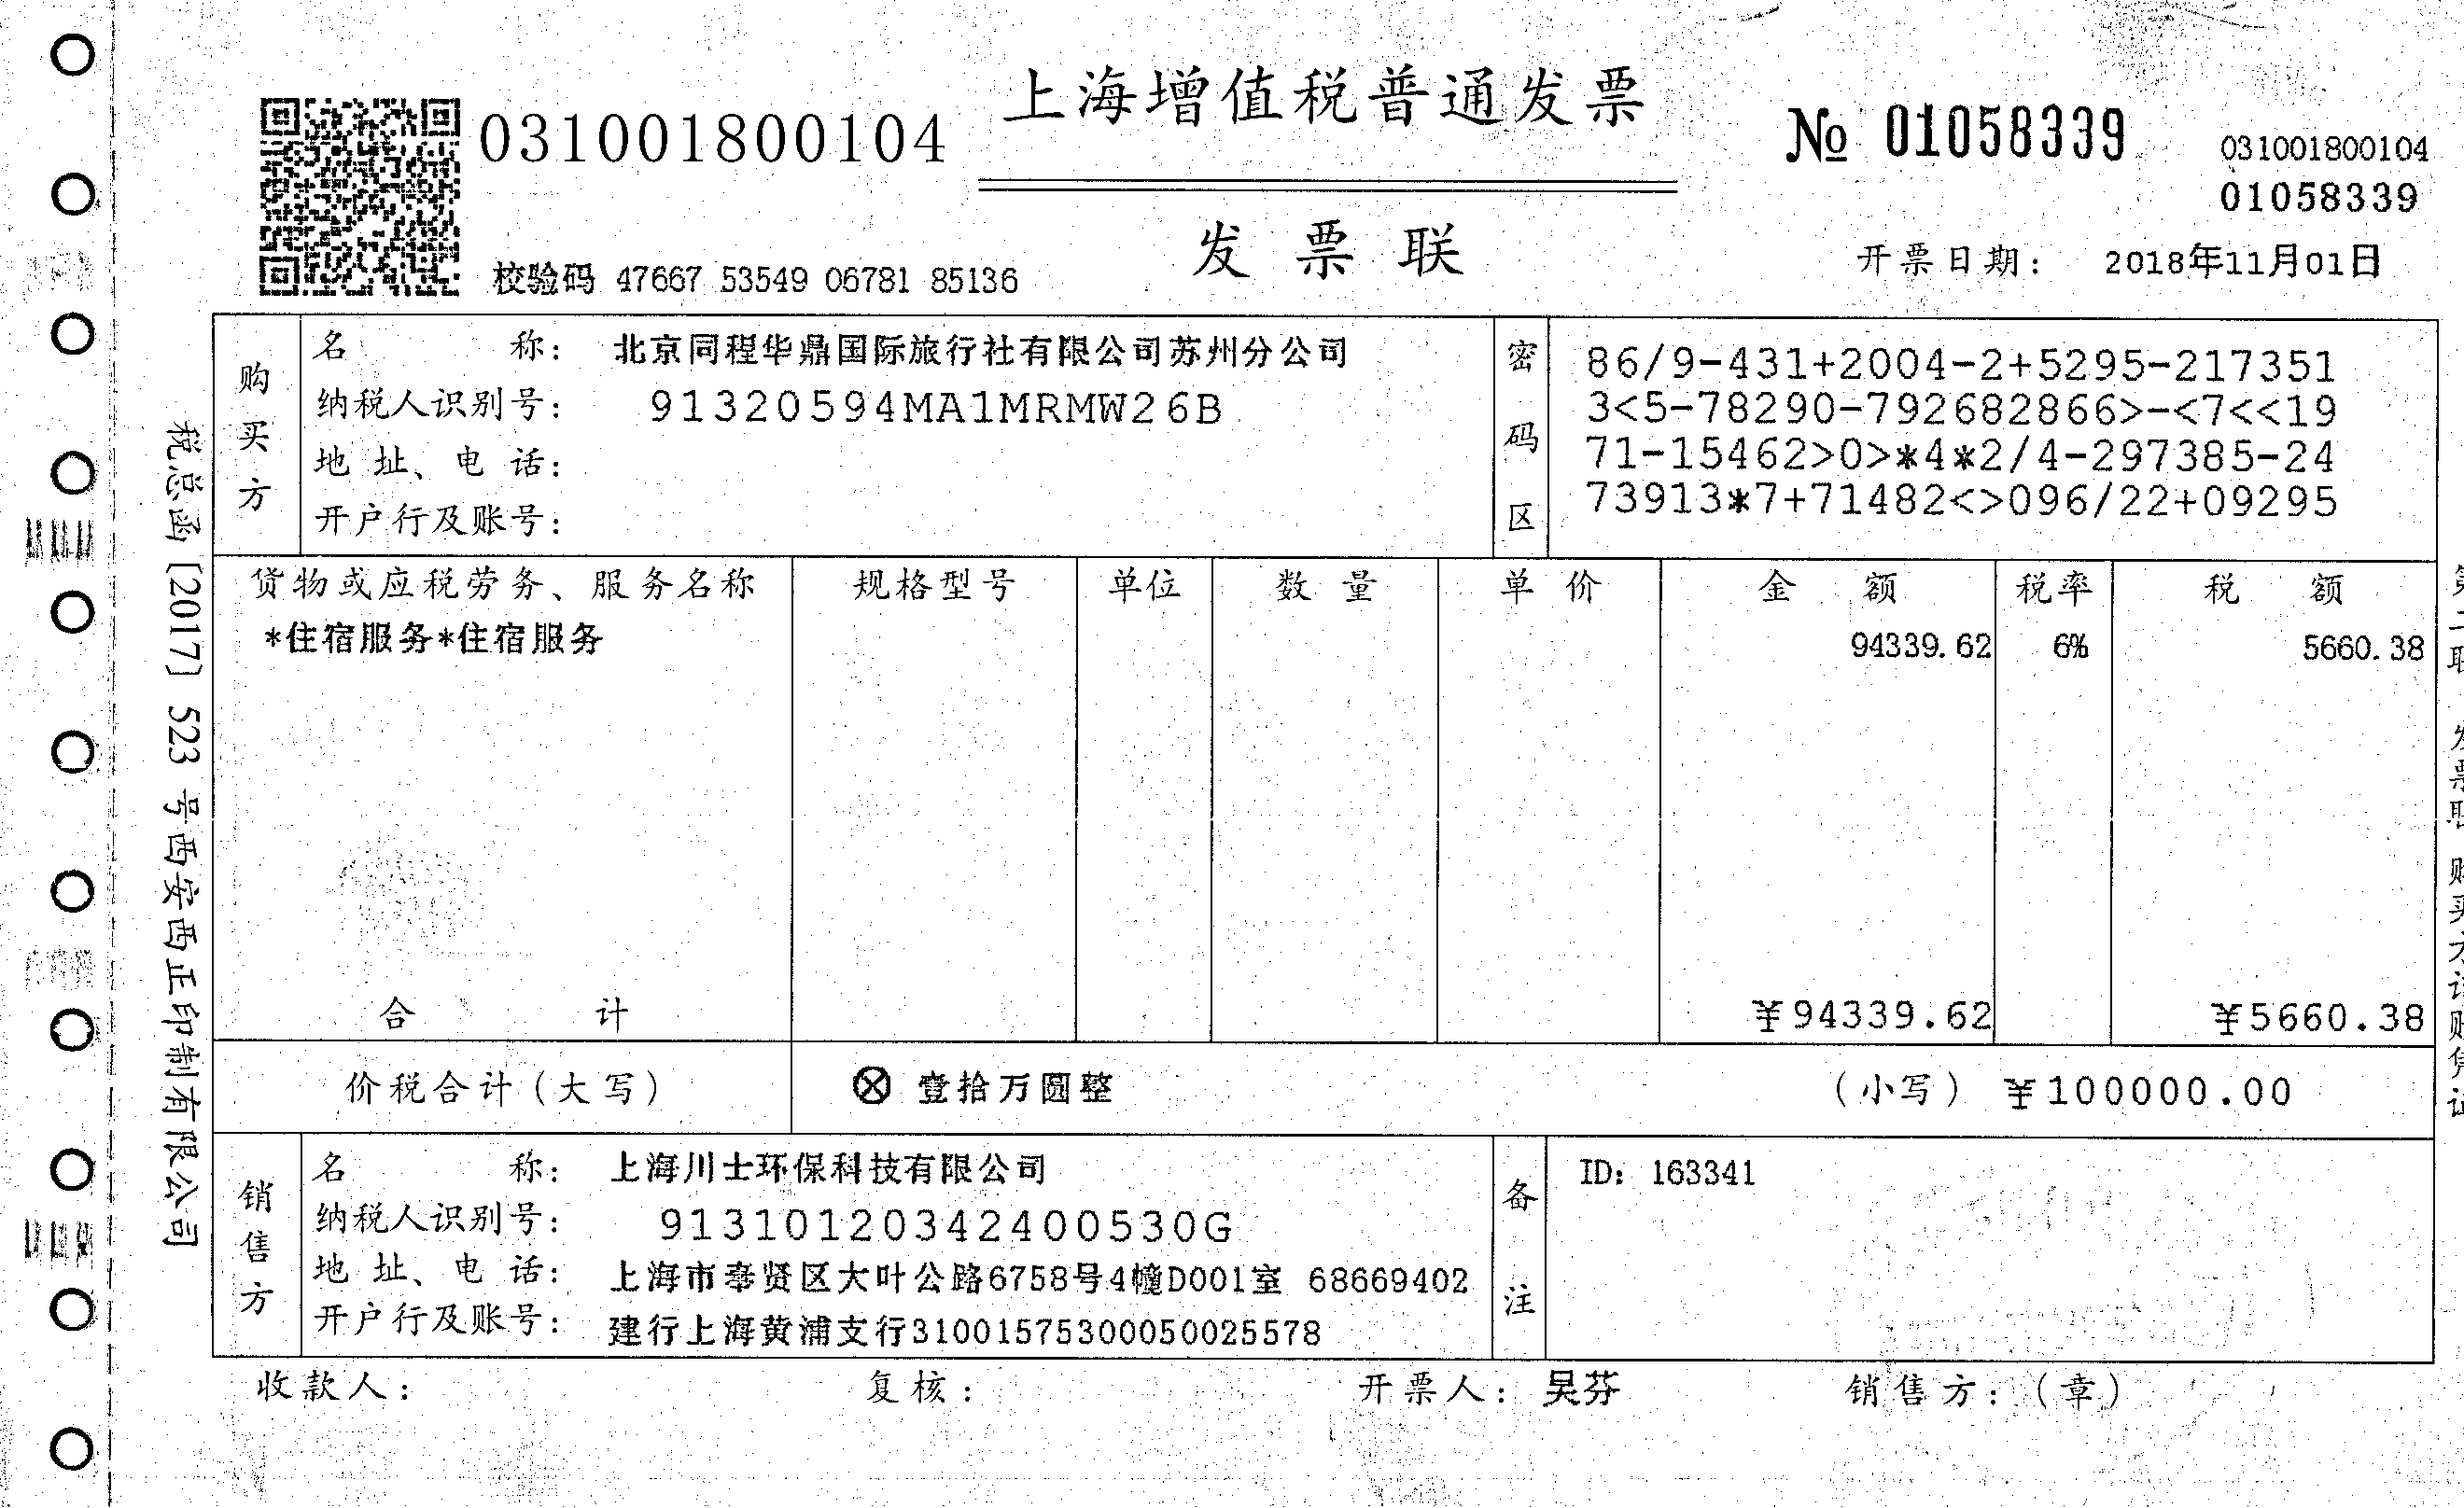 上海增值税普通发票
031001800104
№ 01058339
031001800104
01058339
发票联
校验码 47667 53549 06781 85136
开票日期： 2018年11月01日
购买方
名称： 北京同程华鼎国际旅行社有限公司苏州分公司
纳税人识别号： 91320594MA1MRMW26B
地址、电话：
开户行及账号：
密码区
86/9-431+2004-2+5295-217351
3<5-78290-792682866>-<7<<19
71-15462>0>*4*2/4-297385-24
73913*7+71482<>096/22+09295
货物或应税劳务、服务名称 规格型号 单位 数量 单价 金额 税率 税额
*住宿服务*住宿服务 94339.62 6% 5660.38
合计 ¥94339.62 ¥5660.38
价税合计（大写） ⊗ 壹拾万圆整 （小写） ¥100000.00
销售方
名称： 上海川士环保科技有限公司
纳税人识别号： 91310120342400530G
地址、电话： 上海市奉贤区大叶公路6758号4幢D001室 68669402
开户行及账号： 建行上海黄浦支行31001575300050025578
备注
ID: 163341
收款人： 复核： 开票人： 吴芬 销售方：（章）
税总函〔2017〕523号西安西正印制有限公司